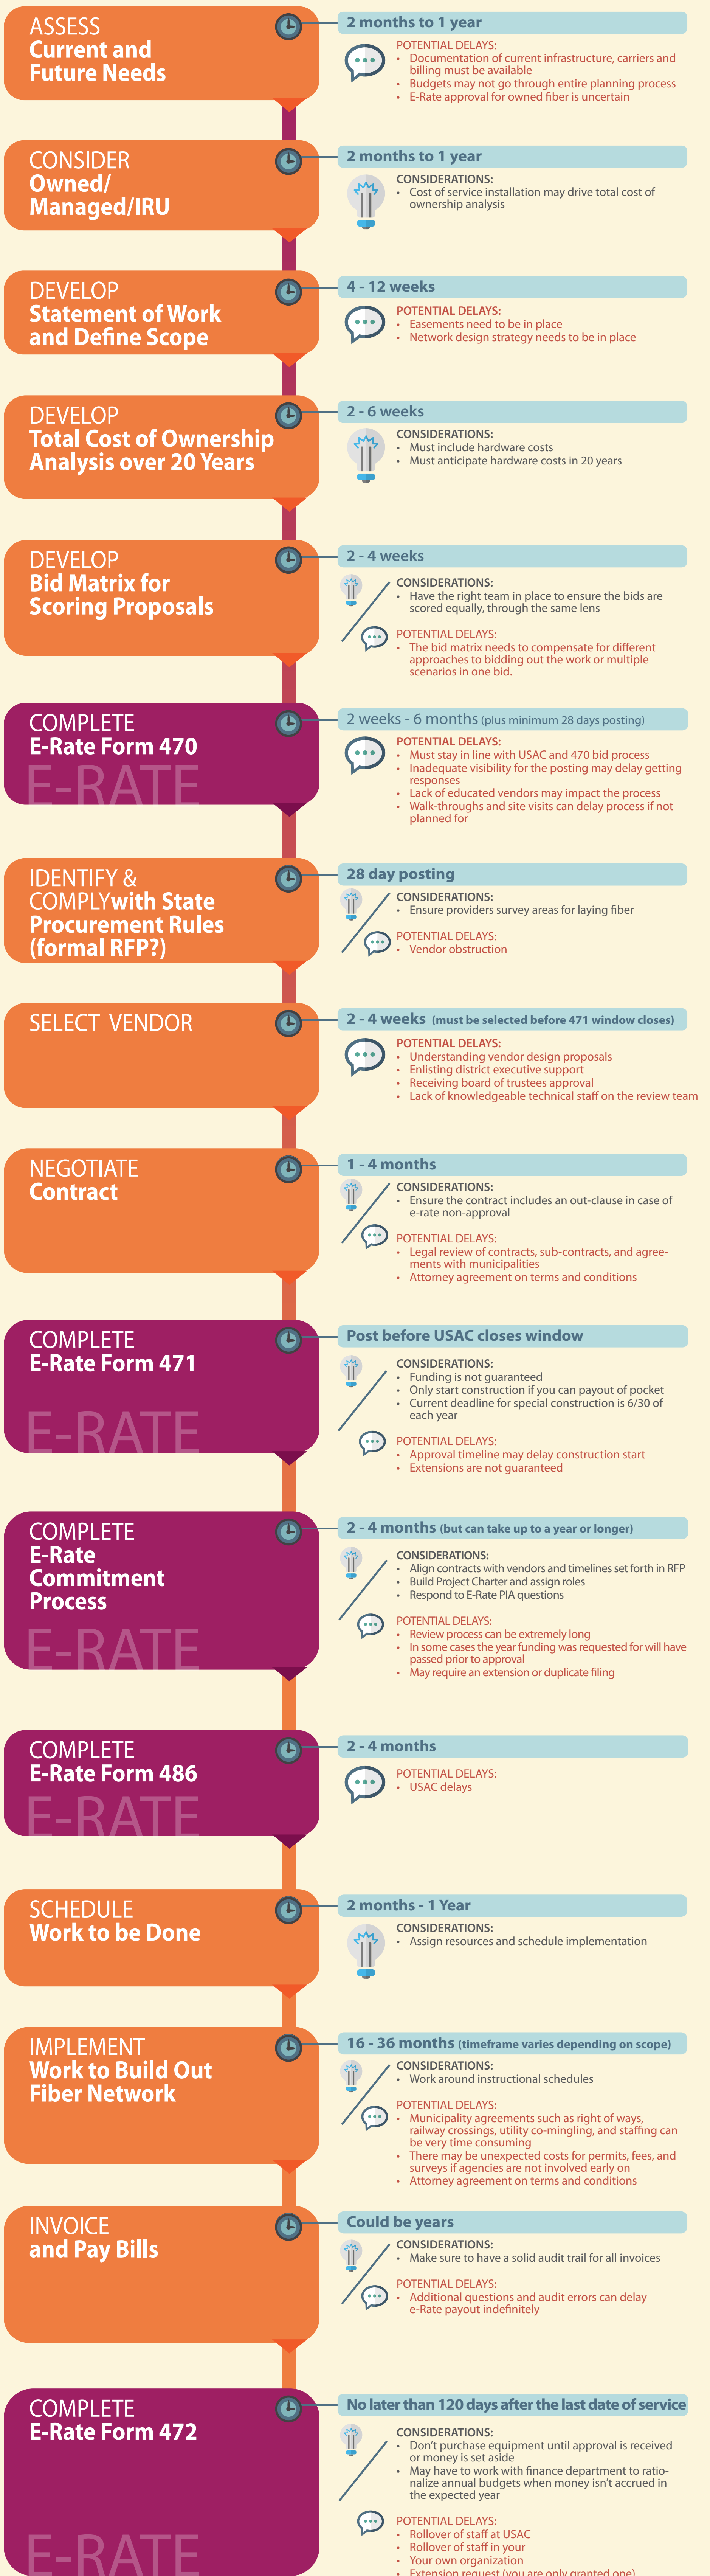 ASSESS
Current and
Future Needs
2 months to 1 year
POTENTIAL DELAYS:
• Documentation of current infrastructure, carriers and
billing must be available
• Budgets may not go through entire planning process
• E-Rate approval for owned fiber is uncertain
CONSIDER
Owned/
Managed/IRU
2 months to 1 year
CONSIDERATIONS:
• Cost of service installation may drive total cost of
ownership analysis
DEVELOP
Statement of Work
and Define Scope
4 - 12 weeks
POTENTIAL DELAYS:
• Easements need to be in place
• Network design strategy needs to be in place
DEVELOP
Total Cost of Ownership
Analysis over 20 Years
2 - 6 weeks
CONSIDERATIONS:
• Must include hardware costs
• Must anticipate hardware costs in 20 years
DEVELOP
Bid Matrix for
Scoring Proposals
2 - 4 weeks
CONSIDERATIONS:
• Have the right team in place to ensure the bids are
scored equally, through the same lens
POTENTIAL DELAYS:
• The bid matrix needs to compensate for different
approaches to bidding out the work or multiple
scenarios in one bid.
COMPLETE
E-Rate Form 470
E-RATE
2 weeks - 6 months (plus minimum 28 days posting)
POTENTIAL DELAYS:
• Must stay in line with USAC and 470 bid process
• Inadequate visibility for the posting may delay getting
responses
• Lack of educated vendors may impact the process
• Walk-throughs and site visits can delay process if not
planned for
IDENTIFY &
COMPLYwith State
Procurement Rules
(formal RFP?)
28 day posting
CONSIDERATIONS:
• Ensure providers survey areas for laying fiber
POTENTIAL DELAYS:
• Vendor obstruction
SELECT VENDOR
2 - 4 weeks (must be selected before 471 window closes)
POTENTIAL DELAYS:
• Understanding vendor design proposals
• Enlisting district executive support
• Receiving board of trustees approval
• Lack of knowledgeable technical staff on the review team
NEGOTIATE
Contract
1 - 4 months
CONSIDERATIONS:
• Ensure the contract includes an out-clause in case of
e-rate non-approval
POTENTIAL DELAYS:
• Legal review of contracts, sub-contracts, and agree-
ments with municipalities
• Attorney agreement on terms and conditions
COMPLETE
E-Rate Form 471
E-RATE
Post before USAC closes window
CONSIDERATIONS:
• Funding is not guaranteed
• Only start construction if you can payout of pocket
• Current deadline for special construction is 6/30 of
each year
POTENTIAL DELAYS:
• Approval timeline may delay construction start
• Extensions are not guaranteed
COMPLETE
E-Rate
Commitment
Process
E-RATE
2 - 4 months (but can take up to a year or longer)
CONSIDERATIONS:
• Align contracts with vendors and timelines set forth in RFP
• Build Project Charter and assign roles
• Respond to E-Rate PIA questions
POTENTIAL DELAYS:
• Review process can be extremely long
• In some cases the year funding was requested for will have
passed prior to approval
• May require an extension or duplicate filing
COMPLETE
E-Rate Form 486
E-RATE
2 - 4 months
POTENTIAL DELAYS:
• USAC delays
SCHEDULE
Work to be Done
2 months - 1 Year
CONSIDERATIONS:
• Assign resources and schedule implementation
IMPLEMENT
Work to Build Out
Fiber Network
16 - 36 months (timeframe varies depending on scope)
CONSIDERATIONS:
• Work around instructional schedules
POTENTIAL DELAYS:
• Municipality agreements such as right of ways,
railway crossings, utility co-mingling, and staffing can
be very time consuming
• There may be unexpected costs for permits, fees, and
surveys if agencies are not involved early on
• Attorney agreement on terms and conditions
INVOICE
and Pay Bills
Could be years
CONSIDERATIONS:
• Make sure to have a solid audit trail for all invoices
POTENTIAL DELAYS:
• Additional questions and audit errors can delay
e-Rate payout indefinitely
COMPLETE
E-Rate Form 472
E-RATE
No later than 120 days after the last date of service
CONSIDERATIONS:
• Don't purchase equipment until approval is received
or money is set aside
• May have to work with finance department to ratio-
nalize annual budgets when money isn't accrued in
the expected year
POTENTIAL DELAYS:
• Rollover of staff at USAC
• Rollover of staff in your
• Your own organization
• Extension request (you are only granted one)